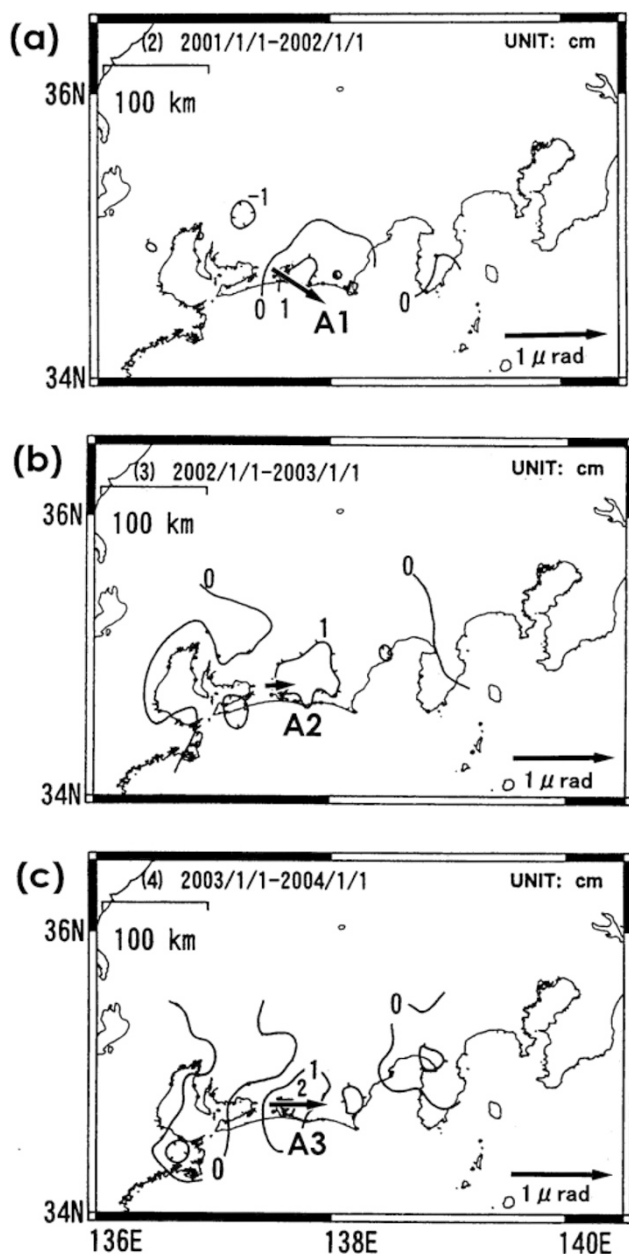 (a)
(2) 2001/1/1-2002/1/1 UNIT: cm
36N
100 km
-1
0 1 A1
0
1 μ rad
34N
(b)
(3) 2002/1/1-2003/1/1 UNIT: cm
36N
100 km
0
0
1
A2
1 μ rad
34N
(c)
(4) 2003/1/1-2004/1/1 UNIT: cm
36N
100 km
0
1
2
0
A3
1 μ rad
34N
136E 138E 140E